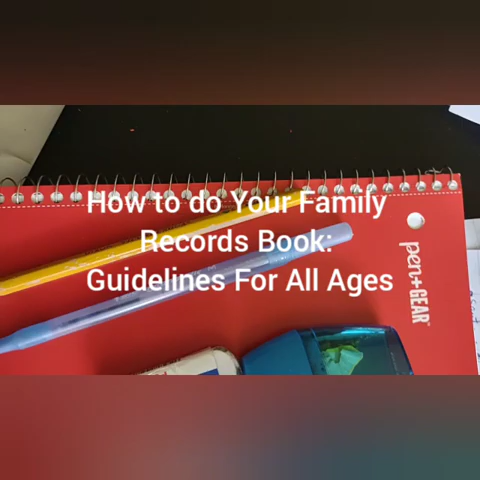 How to do Your Family
Records Book:
Guidelines For All Ages
pen+GEAR